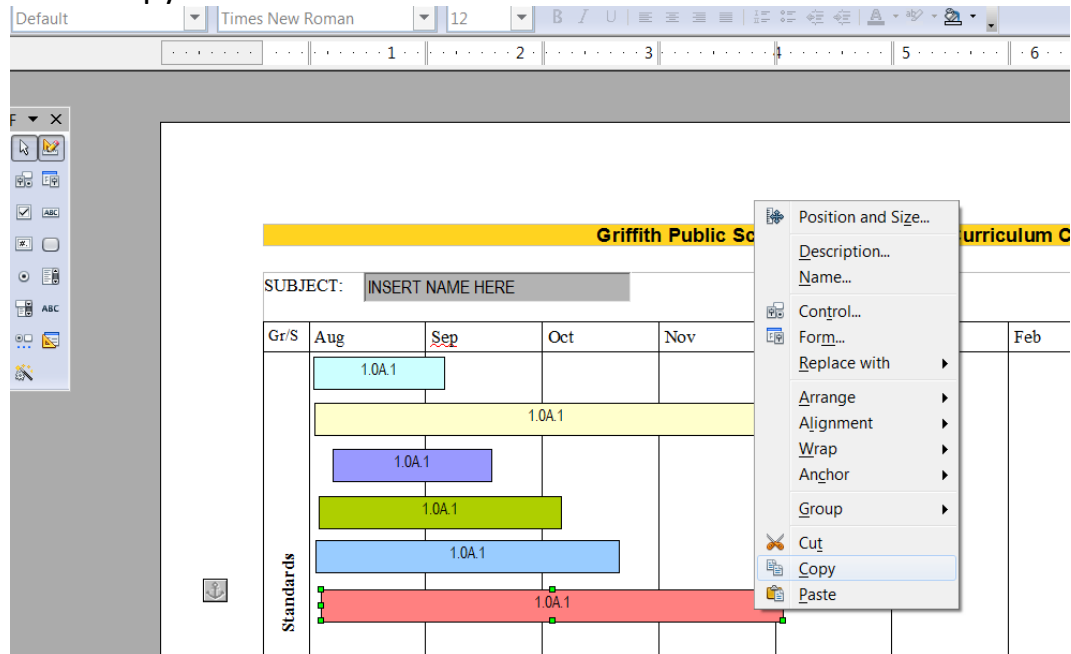 Default Times New Roman 12 B I U
1 2 3 4 5 6
ABC
ABC
Griffith Public Sc
SUBJECT: INSERT NAME HERE
Gr/S Aug Sep Oct Nov Feb
1.0A.1
1.0A.1
1.0A.1
1.0A.1
1.0A.1
1.0A.1
Standards
Position and Size...
Description...
Name...
Control...
Form...
Replace with
Arrange
Alignment
Wrap
Anchor
Group
Cut
Copy
Paste